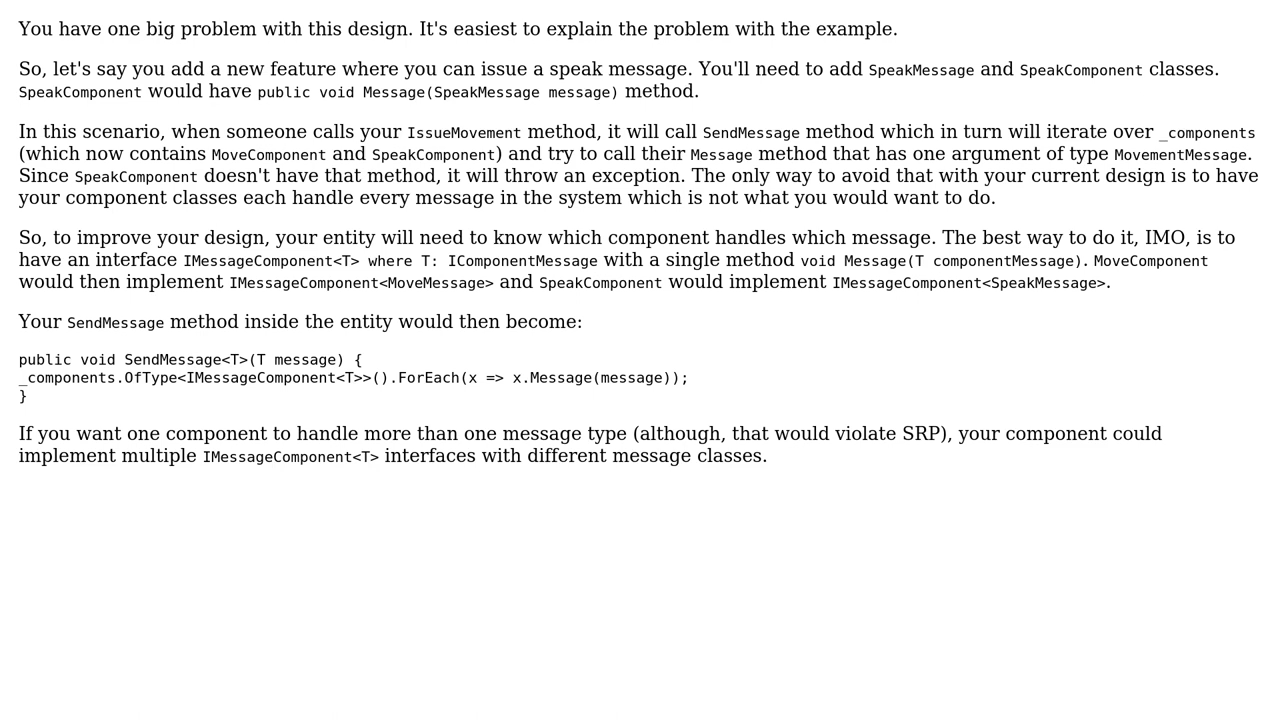 You have one big problem with this design. It's easiest to explain the problem with the example.
So, let's say you add a new feature where you can issue a speak message. You'll need to add SpeakMessage and SpeakComponent classes.
SpeakComponent would have public void Message(SpeakMessage message) method.
In this scenario, when someone calls your IssueMovement method, it will call SendMessage method which in turn will iterate over _components
(which now contains MoveComponent and SpeakComponent) and try to call their Message method that has one argument of type MovementMessage.
Since SpeakComponent doesn't have that method, it will throw an exception. The only way to avoid that with your current design is to have
your component classes each handle every message in the system which is not what you would want to do.
So, to improve your design, your entity will need to know which component handles which message. The best way to do it, IMO, is to
have an interface IMessageComponent<T> where T: IComponentMessage with a single method void Message(T componentMessage). MoveComponent
would then implement IMessageComponent<MoveMessage> and SpeakComponent would implement IMessageComponent<SpeakMessage>.
Your SendMessage method inside the entity would then become:
public void SendMessage<T>(T message) {
_components.OfType<IMessageComponent<T>>().ForEach(x => x.Message(message));
}
If you want one component to handle more than one message type (although, that would violate SRP), your component could
implement multiple IMessageComponent<T> interfaces with different message classes.